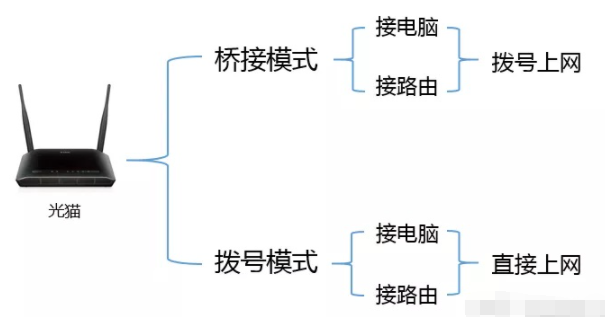 光猫
桥接模式
接电脑
接路由
拨号上网
拨号模式
接电脑
接路由
直接上网